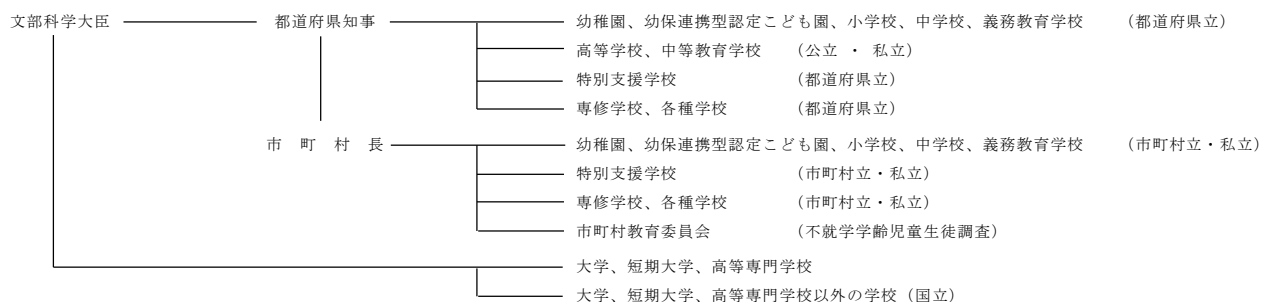 文部科学大臣 都道府県知事 幼稚園、幼保連携型認定こども園、小学校、中学校、義務教育学校 （都道府県立）
高等学校、中等教育学校 （公立 ・ 私立）
特別支援学校 （都道府県立）
専修学校、各種学校 （都道府県立）
市 町 村 長 幼稚園、幼保連携型認定こども園、小学校、中学校、義務教育学校 （市町村立・私立）
特別支援学校 （市町村立・私立）
専修学校、各種学校 （市町村立・私立）
市町村教育委員会 （不就学学齢児童生徒調査）
大学、短期大学、高等専門学校
大学、短期大学、高等専門学校以外の学校（国立）